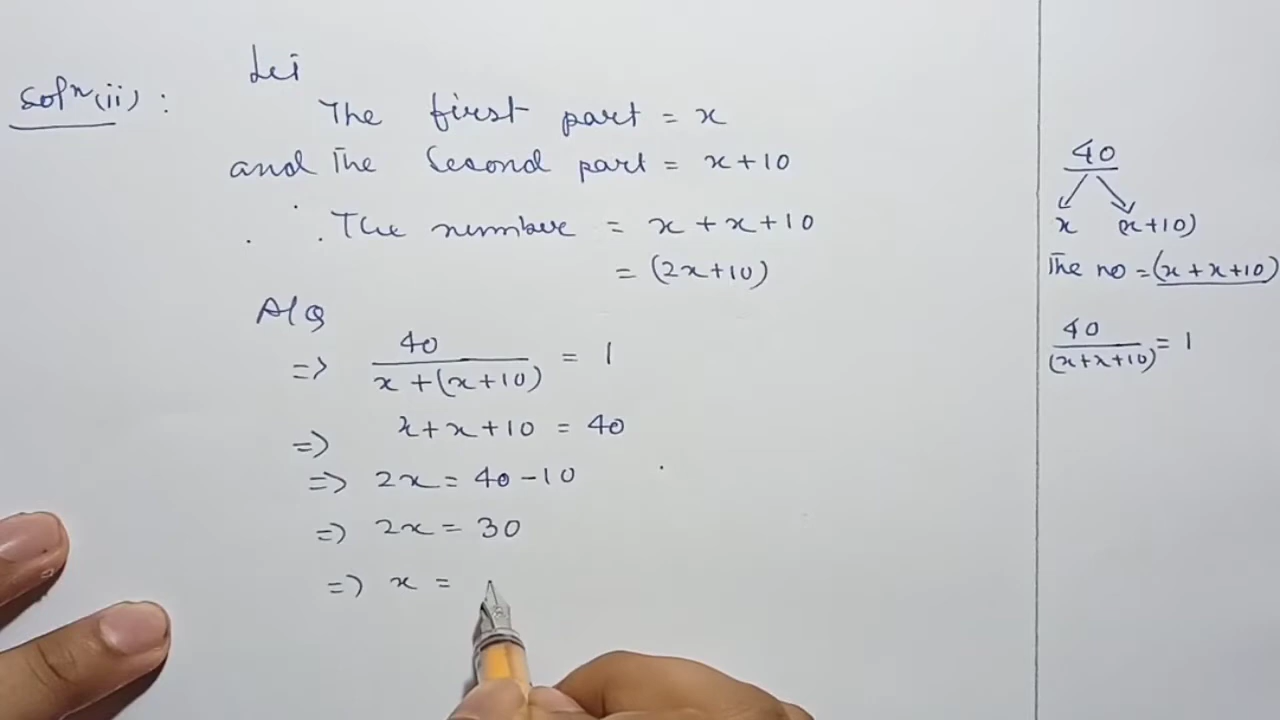 Soln (ii) :
Let
The first part = x
and The Second part = x+10
∴ The number = x + x + 10
= (2x+10)
A/Q
=> 40 / x + (x+10) = 1
=> x + x + 10 = 40
=> 2x = 40 - 10
=> 2x = 30
=> x =
40
x (x+10)
The no = (x + x + 10)
40 / (x+x+10) = 1